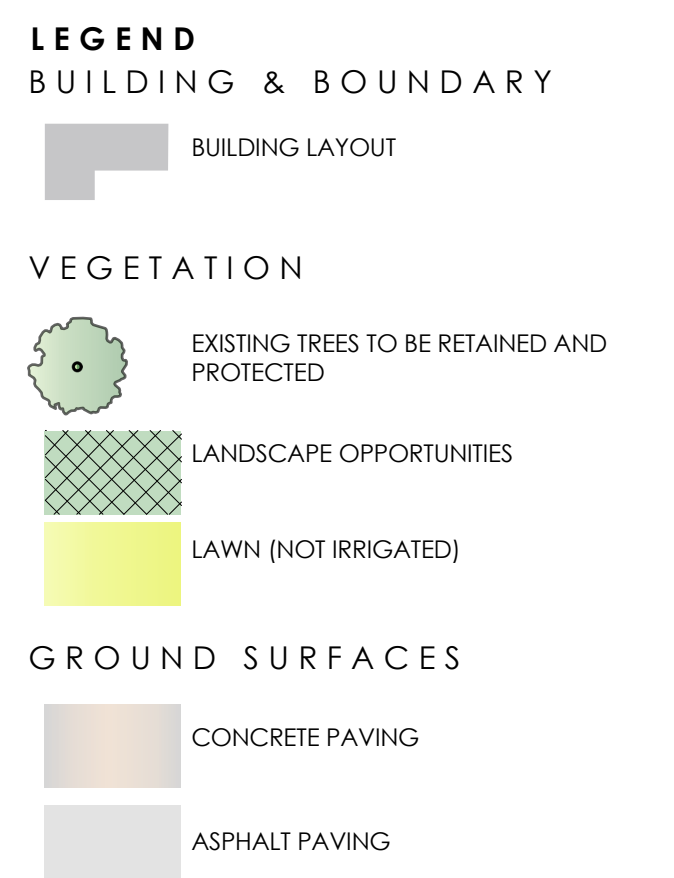 LEGEND
BUILDING & BOUNDARY
BUILDING LAYOUT
VEGETATION
EXISTING TREES TO BE RETAINED AND
PROTECTED
LANDSCAPE OPPORTUNITIES
LAWN (NOT IRRIGATED)
GROUND SURFACES
CONCRETE PAVING
ASPHALT PAVING